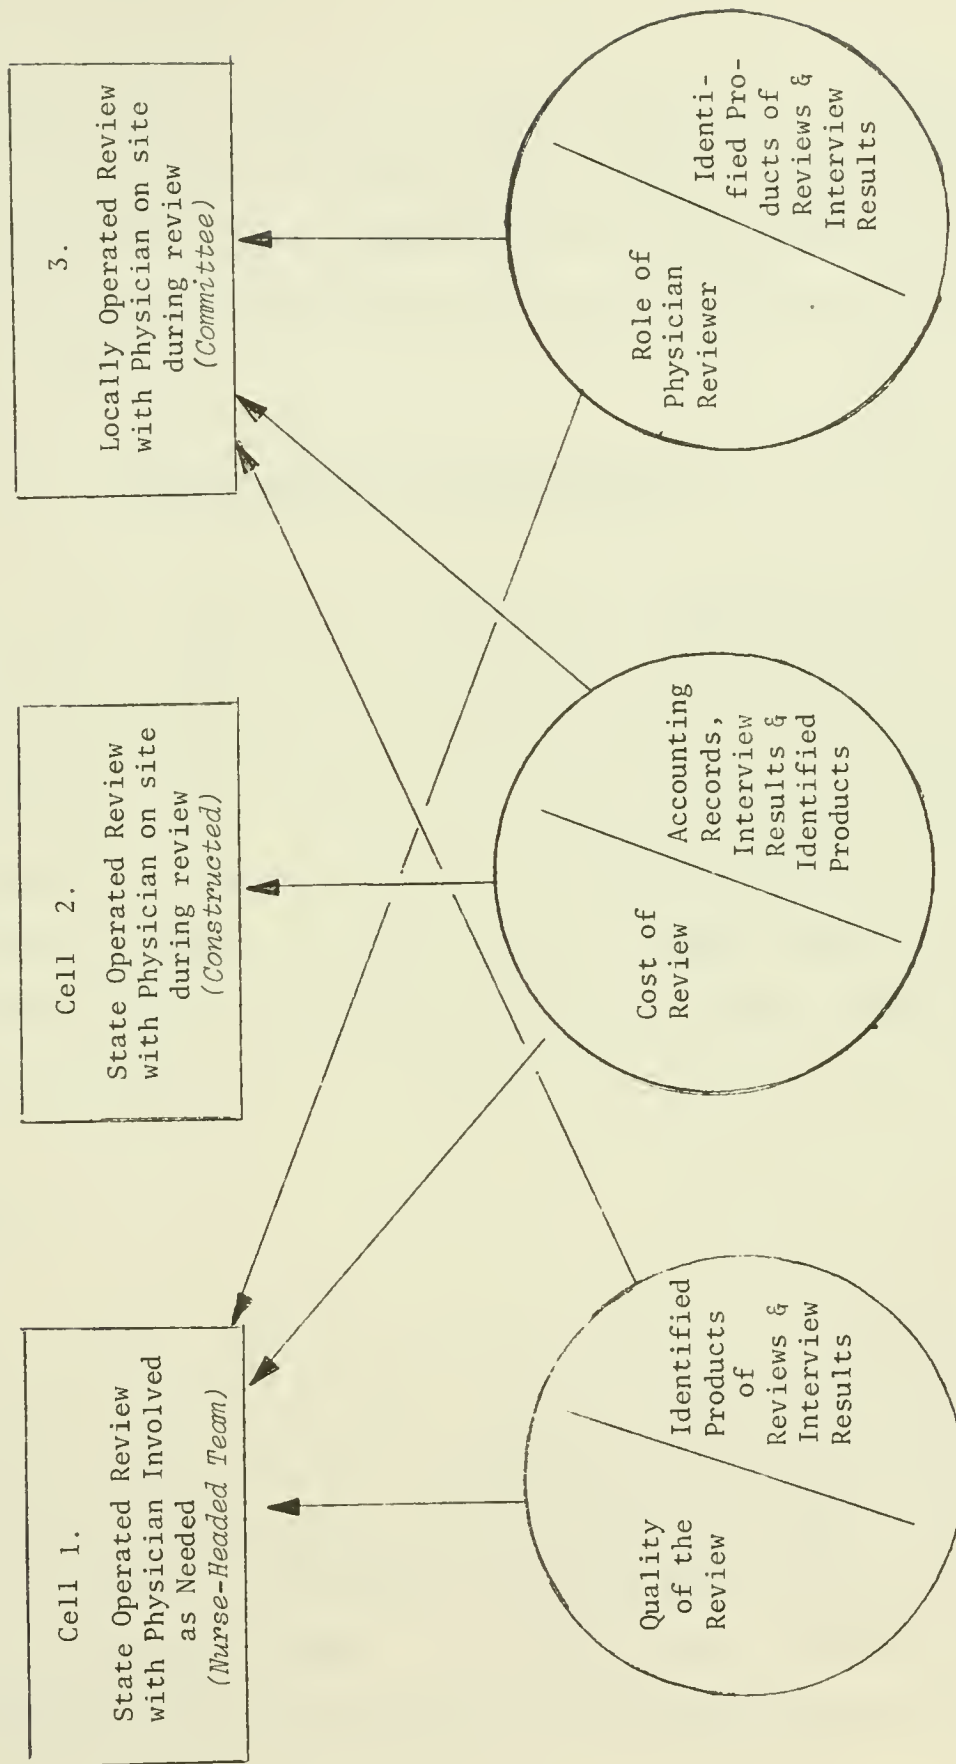 Cell 1.
State Operated Review
with Physician Involved
as Needed
(Nurse-Headed Team)
Cell 2.
State Operated Review
with Physician on site
during review
(Constructed)
3.
Locally Operated Review
with Physician on site
during review
(Committee)
Quality
of the
Review
Identified
Products
of
Reviews &
Interview
Results
Cost of
Review
Accounting
Records,
Interview
Results &
Identified
Products
Role of
Physician
Reviewer
Identi-
fied Pro-
ducts of
Reviews &
Interview
Results